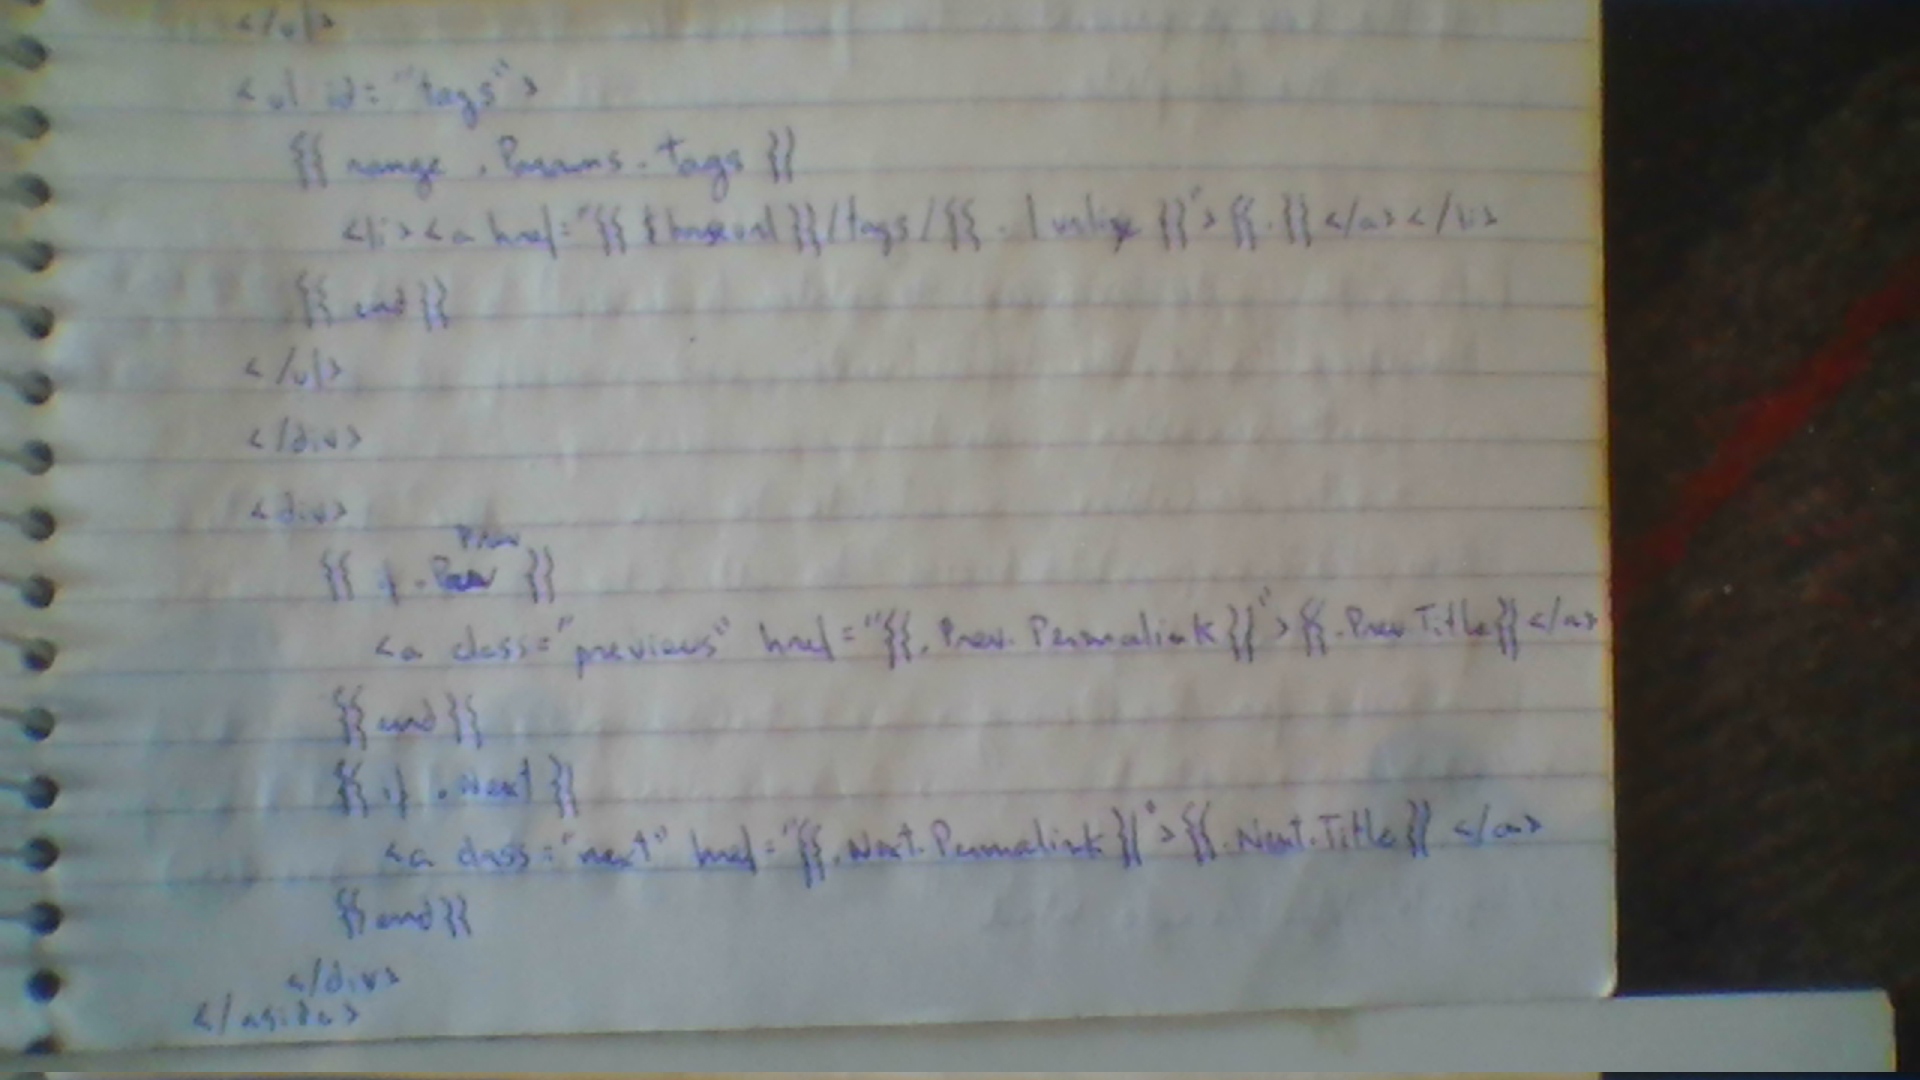 </ul>
<ul id="tags">
{{ range .Params.tags }}
<li><a href="{{ $baseurl }}/tags/{{ . | urlize }}">{{ . }}</a></li>
{{ end }}
</ul>
</div>
<div>
Prev
{{ if .Prev }}
<a class="previous" href="{{ .Prev.Permalink }}">{{ .Prev.Title }}</a>
{{ end }}
{{ if .Next }}
<a class="next" href="{{ .Next.Permalink }}">{{ .Next.Title }}</a>
{{ end }}
</div>
</aside>